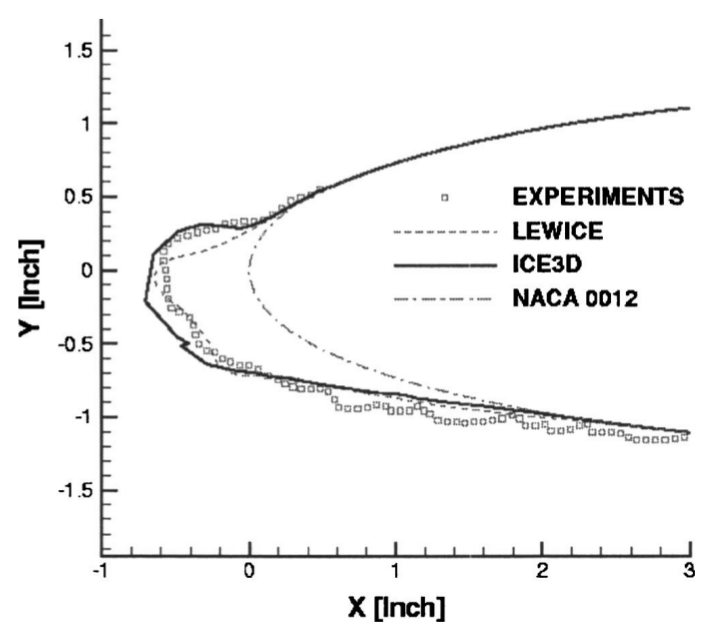 1.5
1
0.5
0
-0.5
-1
-1.5
Y [Inch]
EXPERIMENTS
LEWICE
ICE3D
NACA 0012
-1
0
1
2
3
X [Inch]